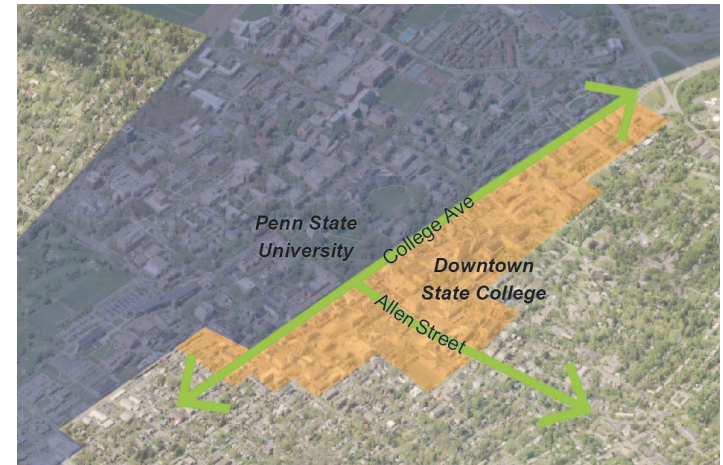 Penn State
University
College Ave
Downtown
State College
Allen Street